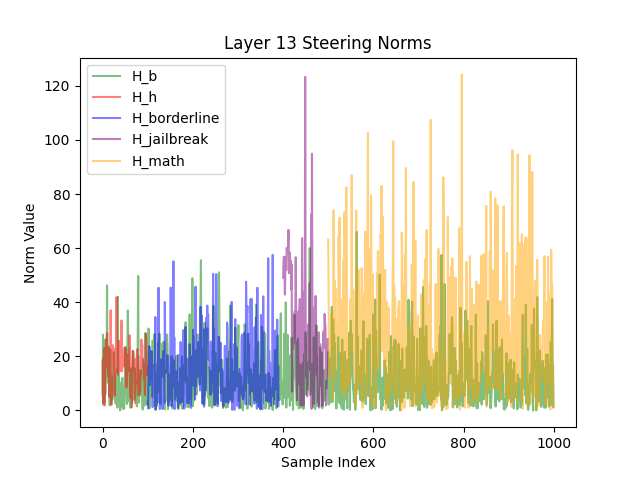 Layer 13 Steering Norms
H_b
H_h
H_borderline
H_jailbreak
H_math
Norm Value
120
100
80
60
40
20
0
0 200 400 600 800 1000
Sample Index